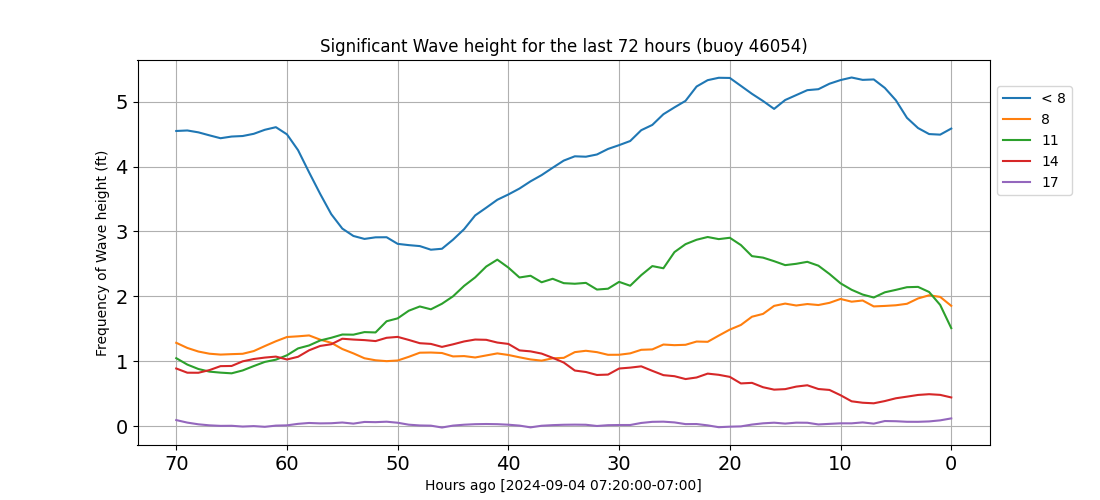 Significant Wave height for the last 72 hours (buoy 46054)
Frequency of Wave height (ft)
5
4
3
2
1
0
70 60 50 40 30 20 10 0
Hours ago [2024-09-04 07:20:00-07:00]
< 8
8
11
14
17